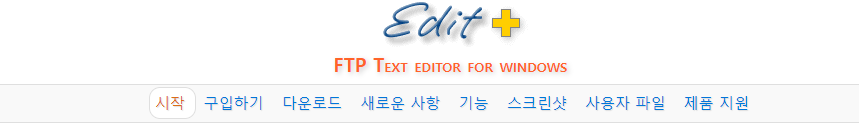 Edit +
FTP Text editor for windows
시작 구입하기 다운로드 새로운 사항 기능 스크린샷 사용자 파일 제품 지원